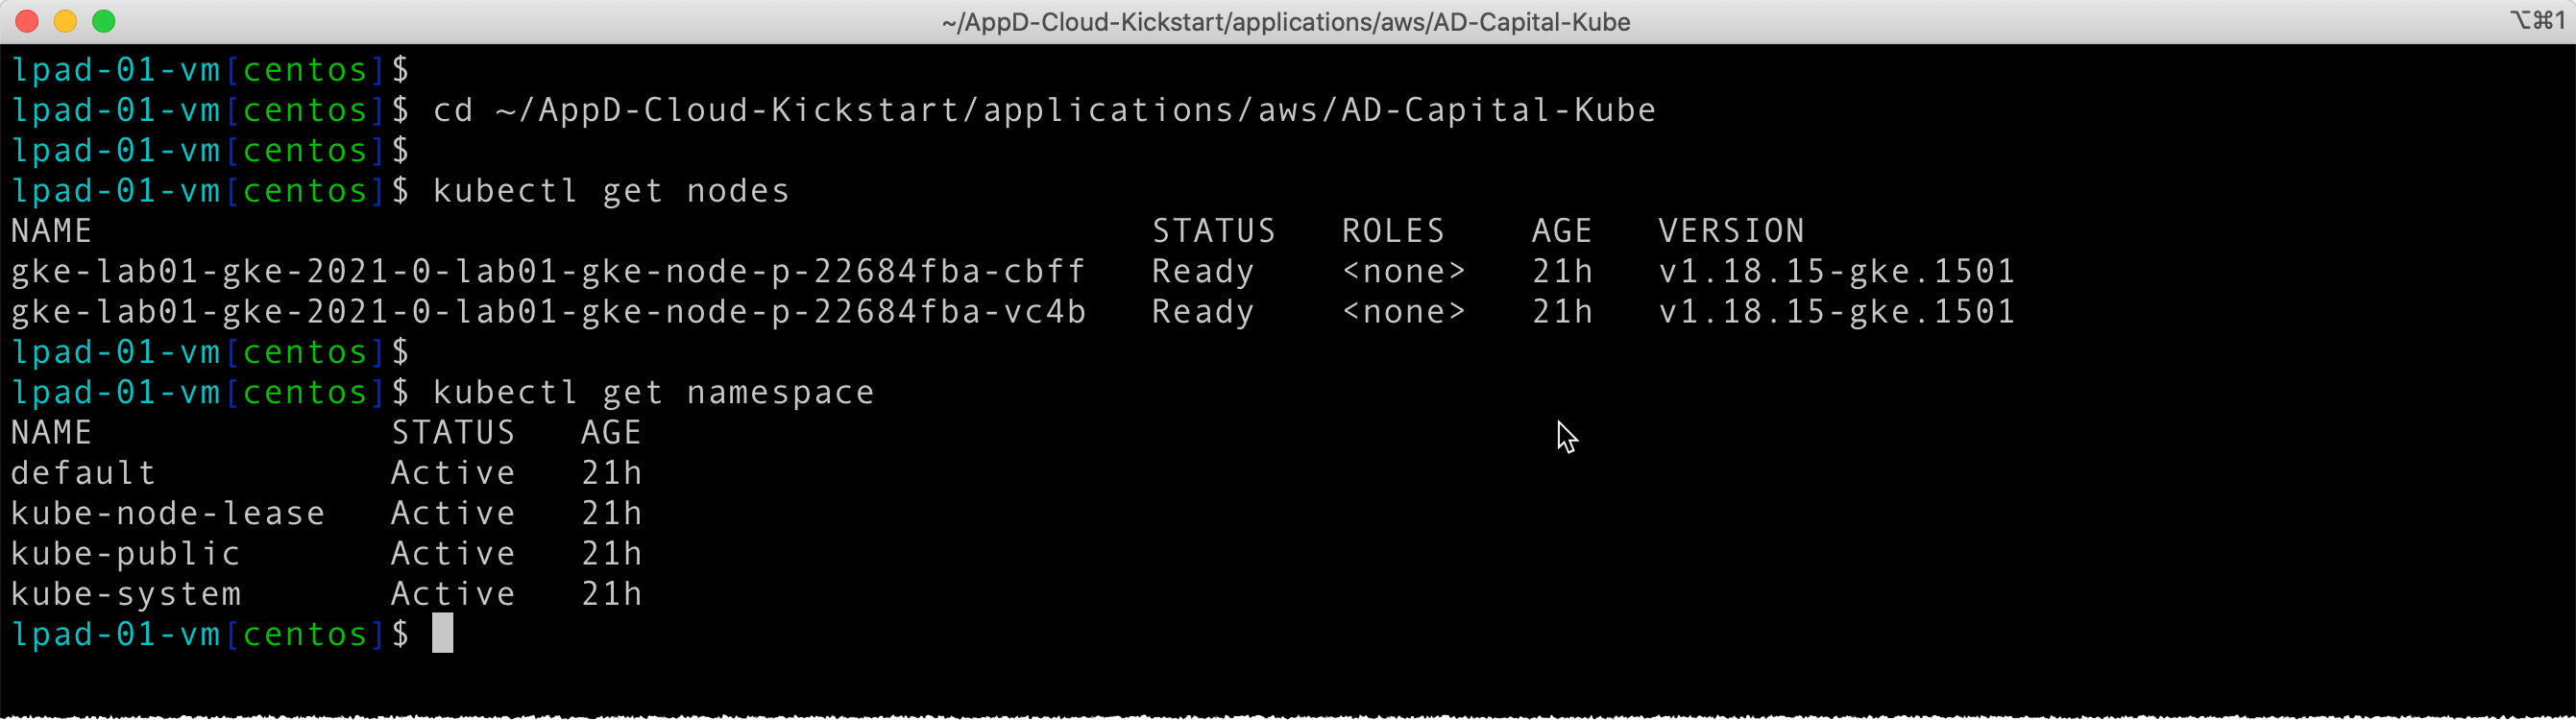 ~/AppD-Cloud-Kickstart/applications/aws/AD-Capital-Kube ⌥⌘1
lpad-01-vm[centos]$
lpad-01-vm[centos]$ cd ~/AppD-Cloud-Kickstart/applications/aws/AD-Capital-Kube
lpad-01-vm[centos]$
lpad-01-vm[centos]$ kubectl get nodes
NAME                                                  STATUS   ROLES    AGE   VERSION
gke-lab01-gke-2021-0-lab01-gke-node-p-22684fba-cbff   Ready    <none>   21h   v1.18.15-gke.1501
gke-lab01-gke-2021-0-lab01-gke-node-p-22684fba-vc4b   Ready    <none>   21h   v1.18.15-gke.1501
lpad-01-vm[centos]$
lpad-01-vm[centos]$ kubectl get namespace
NAME              STATUS   AGE
default           Active   21h
kube-node-lease   Active   21h
kube-public       Active   21h
kube-system       Active   21h
lpad-01-vm[centos]$